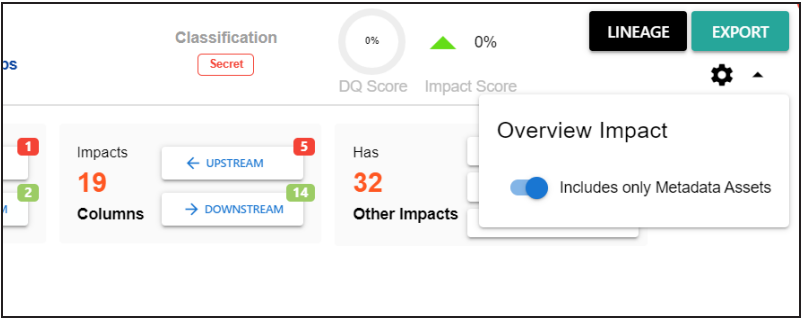 Classification
Secret
0%
DQ Score
0%
Impact Score
LINEAGE
EXPORT
Overview Impact
Includes only Metadata Assets
1
2
Impacts
19
Columns
UPSTREAM
5
DOWNSTREAM
14
Has
32
Other Impacts